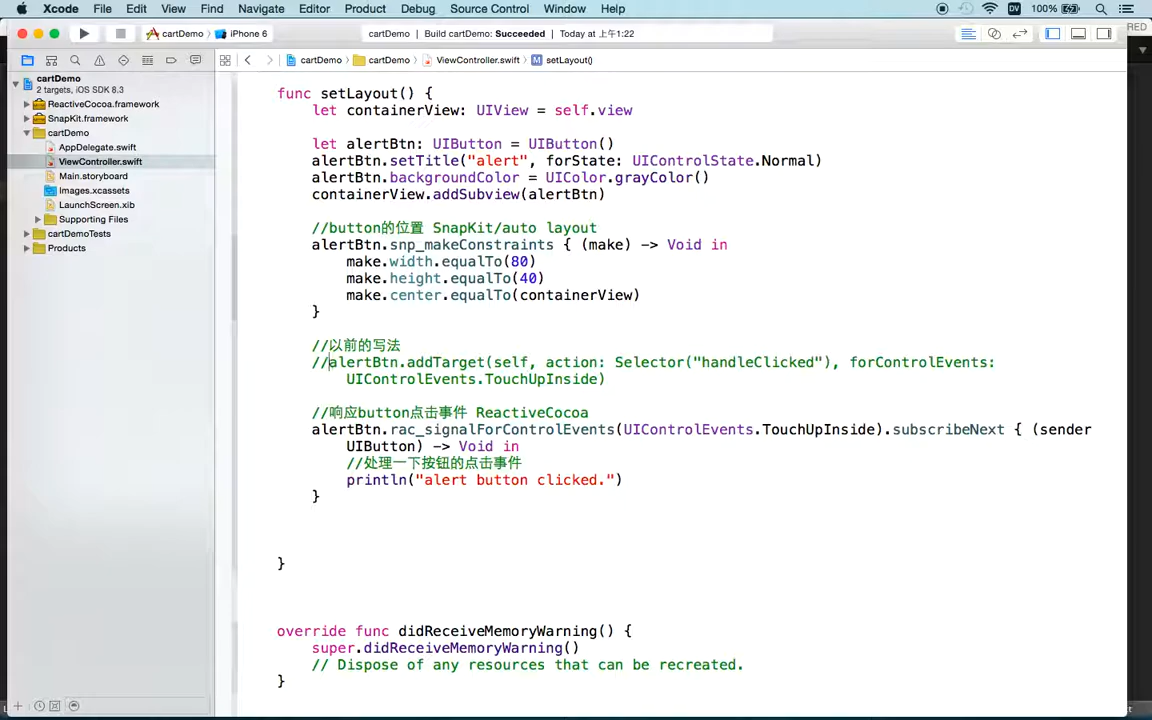 Xcode File Edit View Find Navigate Editor Product Debug Source Control Window Help DV 100%
cartDemo iPhone 6 cartDemo Build cartDemo: Succeeded Today at 上午1:22 RED
cartDemo cartDemo ViewController.swift M setLayout()
cartDemo
2 targets, iOS SDK 8.3
ReactiveCocoa.framework
SnapKit.framework
cartDemo
AppDelegate.swift
ViewController.swift
Main.storyboard
Images.xcassets
LaunchScreen.xib
Supporting Files
cartDemoTests
Products
func setLayout() {
let containerView: UIView = self.view
let alertBtn: UIButton = UIButton()
alertBtn.setTitle("alert", forState: UIControlState.Normal)
alertBtn.backgroundColor = UIColor.grayColor()
containerView.addSubview(alertBtn)
//button的位置 SnapKit/auto layout
alertBtn.snp_makeConstraints { (make) -> Void in
make.width.equalTo(80)
make.height.equalTo(40)
make.center.equalTo(containerView)
}
//以前的写法
//alertBtn.addTarget(self, action: Selector("handleClicked"), forControlEvents:
UIControlEvents.TouchUpInside)
//响应button点击事件 ReactiveCocoa
alertBtn.rac_signalForControlEvents(UIControlEvents.TouchUpInside).subscribeNext { (sender
UIButton) -> Void in
//处理一下按钮的点击事件
println("alert button clicked.")
}
}
override func didReceiveMemoryWarning() {
super.didReceiveMemoryWarning()
// Dispose of any resources that can be recreated.
}